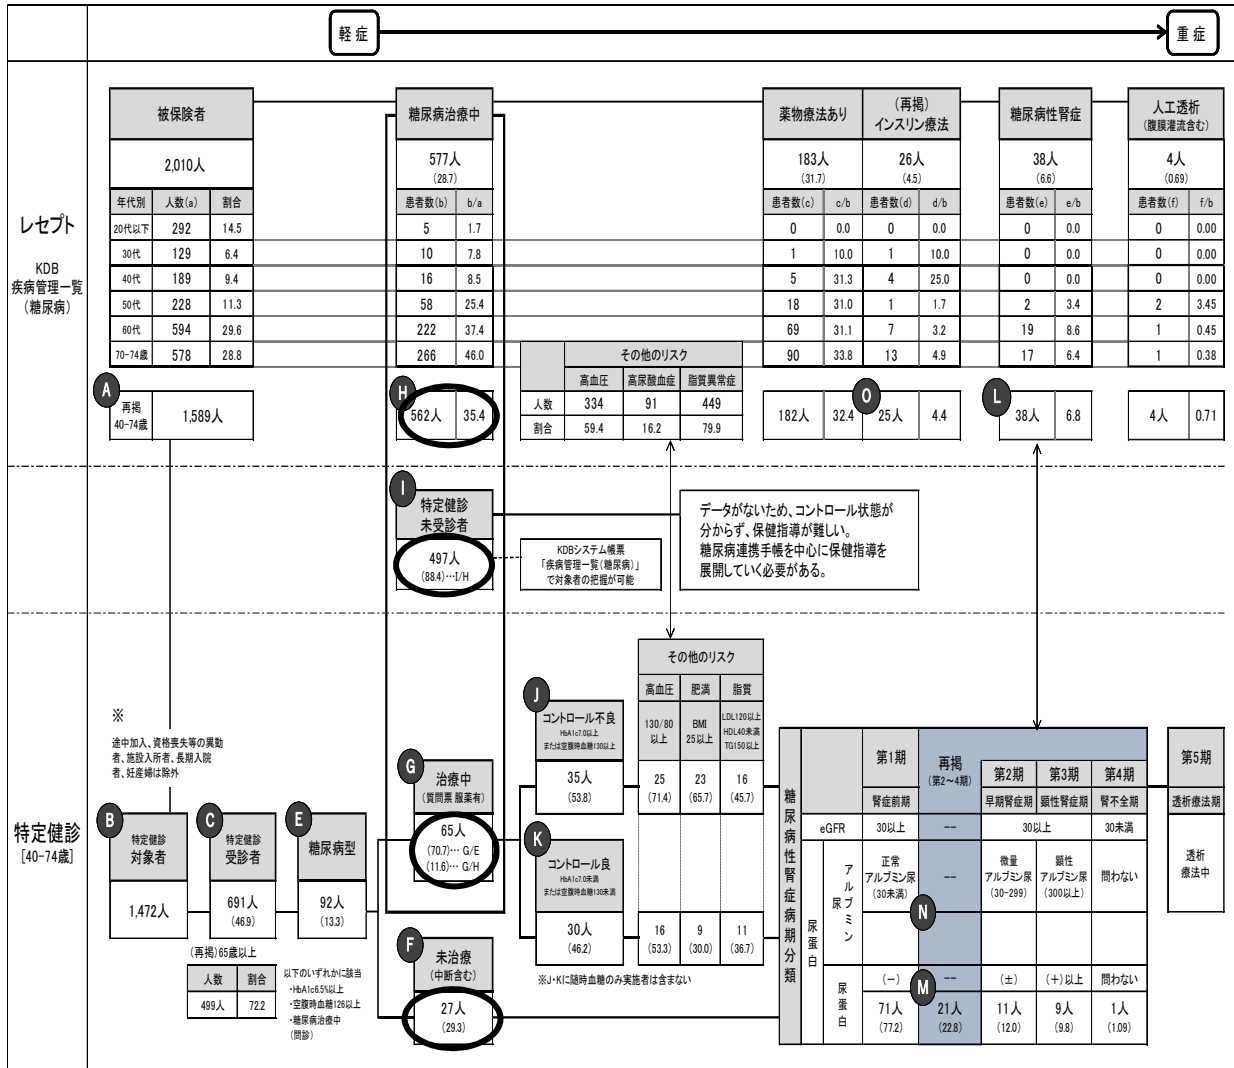 軽症
重症
レセプト
KDB
疾病管理一覧
(糖尿病)
被保険者
2,010人
年代別 人数(a) 割合
20代以下 292 14.5
30代 129 6.4
40代 189 9.4
50代 228 11.3
60代 594 29.6
70-74歳 578 28.8
A
再掲
40-74歳
1,589人
糖尿病治療中
577人
(28.7)
患者数(b) b/a
5 1.7
10 7.8
16 8.5
58 25.4
222 37.4
266 46.0
H
562人 35.4
その他のリスク
高血圧 高尿酸血症 脂質異常症
人数 334 91 449
割合 59.4 16.2 79.9
薬物療法あり
(再掲)
インスリン療法
183人
(31.7)
26人
(4.5)
患者数(c) c/b 患者数(d) d/b
0 0.0 0 0.0
1 10.0 1 10.0
5 31.3 4 25.0
18 31.0 1 1.7
69 31.1 7 3.2
90 33.8 13 4.9
O
182人 32.4 25人 4.4
糖尿病性腎症
38人
(6.6)
患者数(e) e/b
0 0.0
0 0.0
0 0.0
2 3.4
19 8.6
17 6.4
L
38人 6.8
人工透析
(腹膜灌流含む)
4人
(0.69)
患者数(f) f/b
0 0.00
0 0.00
0 0.00
2 3.45
1 0.45
1 0.38
4人 0.71
I
特定健診
未受診者
497人
(88.4)…I/H
KDBシステム帳票
「疾病管理一覧(糖尿病)」
で対象者の把握が可能
データがないため、コントロール状態が
分からず、保健指導が難しい。
糖尿病連携手帳を中心に保健指導を
展開していく必要がある。
特定健診
[40-74歳]
※
途中加入、資格喪失等の異動
者、施設入所者、長期入院
者、妊産婦は除外
B
特定健診
対象者
1,472人
C
特定健診
受診者
691人
(46.9)
(再掲)65歳以上
人数 割合
499人 72.2
E
糖尿病型
92人
(13.3)
以下のいずれかに該当
・HbA1c6.5%以上
・空腹時血糖126以上
・糖尿病治療中
(問診)
G
治療中
(質問票 服薬有)
65人
(70.7)… G/E
(11.6)… G/H
F
未治療
(中断含む)
27人
(29.3)
J
コントロール不良
HbA1c7.0以上
または空腹時血糖130以上
35人
(53.8)
K
コントロール良
HbA1c7.0未満
または空腹時血糖130未満
30人
(46.2)
その他のリスク
高血圧 肥満 脂質
130/80
以上
BMI
25以上
LDL120以上
HDL40未満
TG150以上
25 23 16
(71.4) (65.7) (45.7)
16 9 11
(53.3) (30.0) (36.7)
※J・Kに随時血糖のみ実施者は含まない
糖尿病性腎症病期分類
第1期
再掲
(第2～4期)
第2期 第3期 第4期
腎症前期 早期腎症期 顕性腎症期 腎不全期
eGFR 30以上 -- 30以上 30未満
尿蛋白
尿アルブミン
正常
アルブミン尿
(30未満)
--
微量
アルブミン尿
(30-299)
顕性
アルブミン尿
(300以上)
問わない
N
尿蛋白
(-) -- (±) (+)以上 問わない
M
71人 21人 11人 9人 1人
(77.2) (22.8) (12.0) (9.8) (1.09)
第5期
透析療法期
透析
療法中